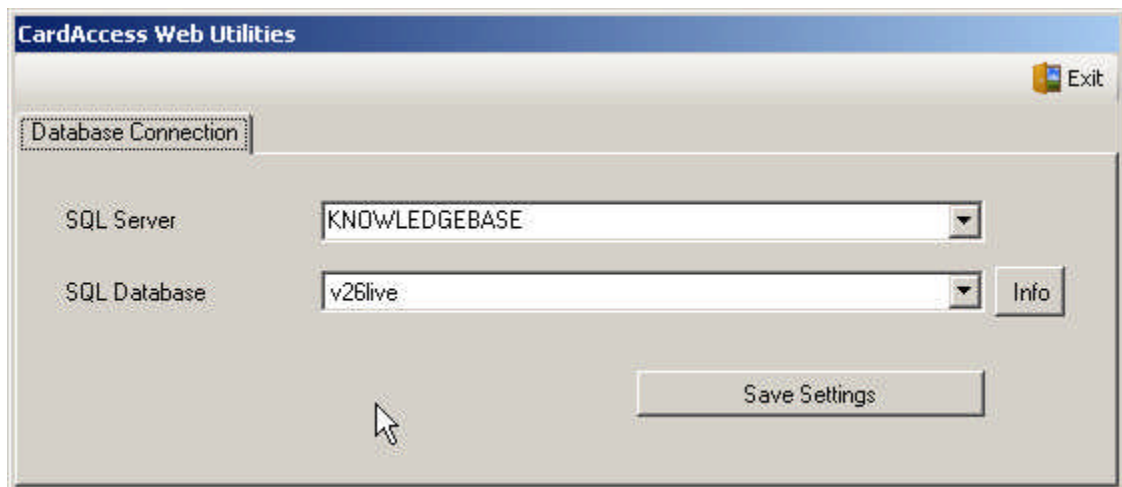 CardAccess Web Utilities
Exit
Database Connection
SQL Server KNOWLEDGEBASE
SQL Database v26live Info
Save Settings